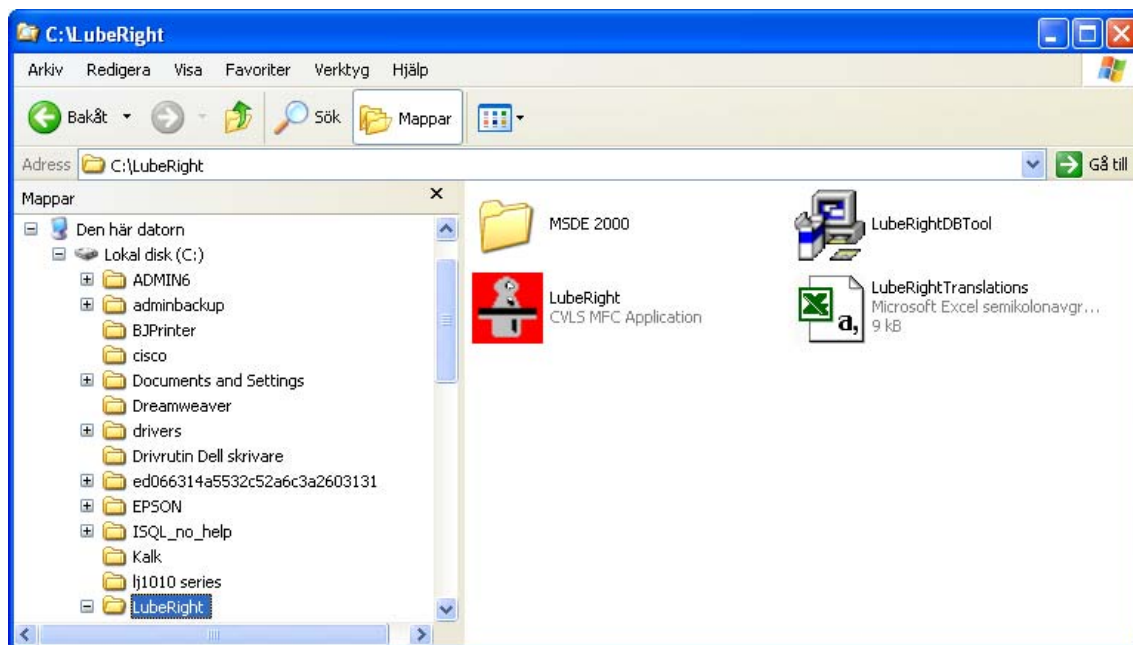 C:\LubeRight
Arkiv Redigera Visa Favoriter Verktyg Hjälp
Bakåt Sök Mappar
Adress C:\LubeRight Gå till
Mappar
Den här datorn
Lokal disk (C:)
ADMIN6
adminbackup
BJPrinter
cisco
Documents and Settings
Dreamweaver
drivers
Drivrutin Dell skrivare
ed066314a5532c52a6c3a2603131
EPSON
ISQL_no_help
Kalk
lj1010 series
LubeRight
MSDE 2000
LubeRightDBTool
LubeRight
CVLS MFC Application
LubeRightTranslations
Microsoft Excel semikolonavgr...
9 kB
a,